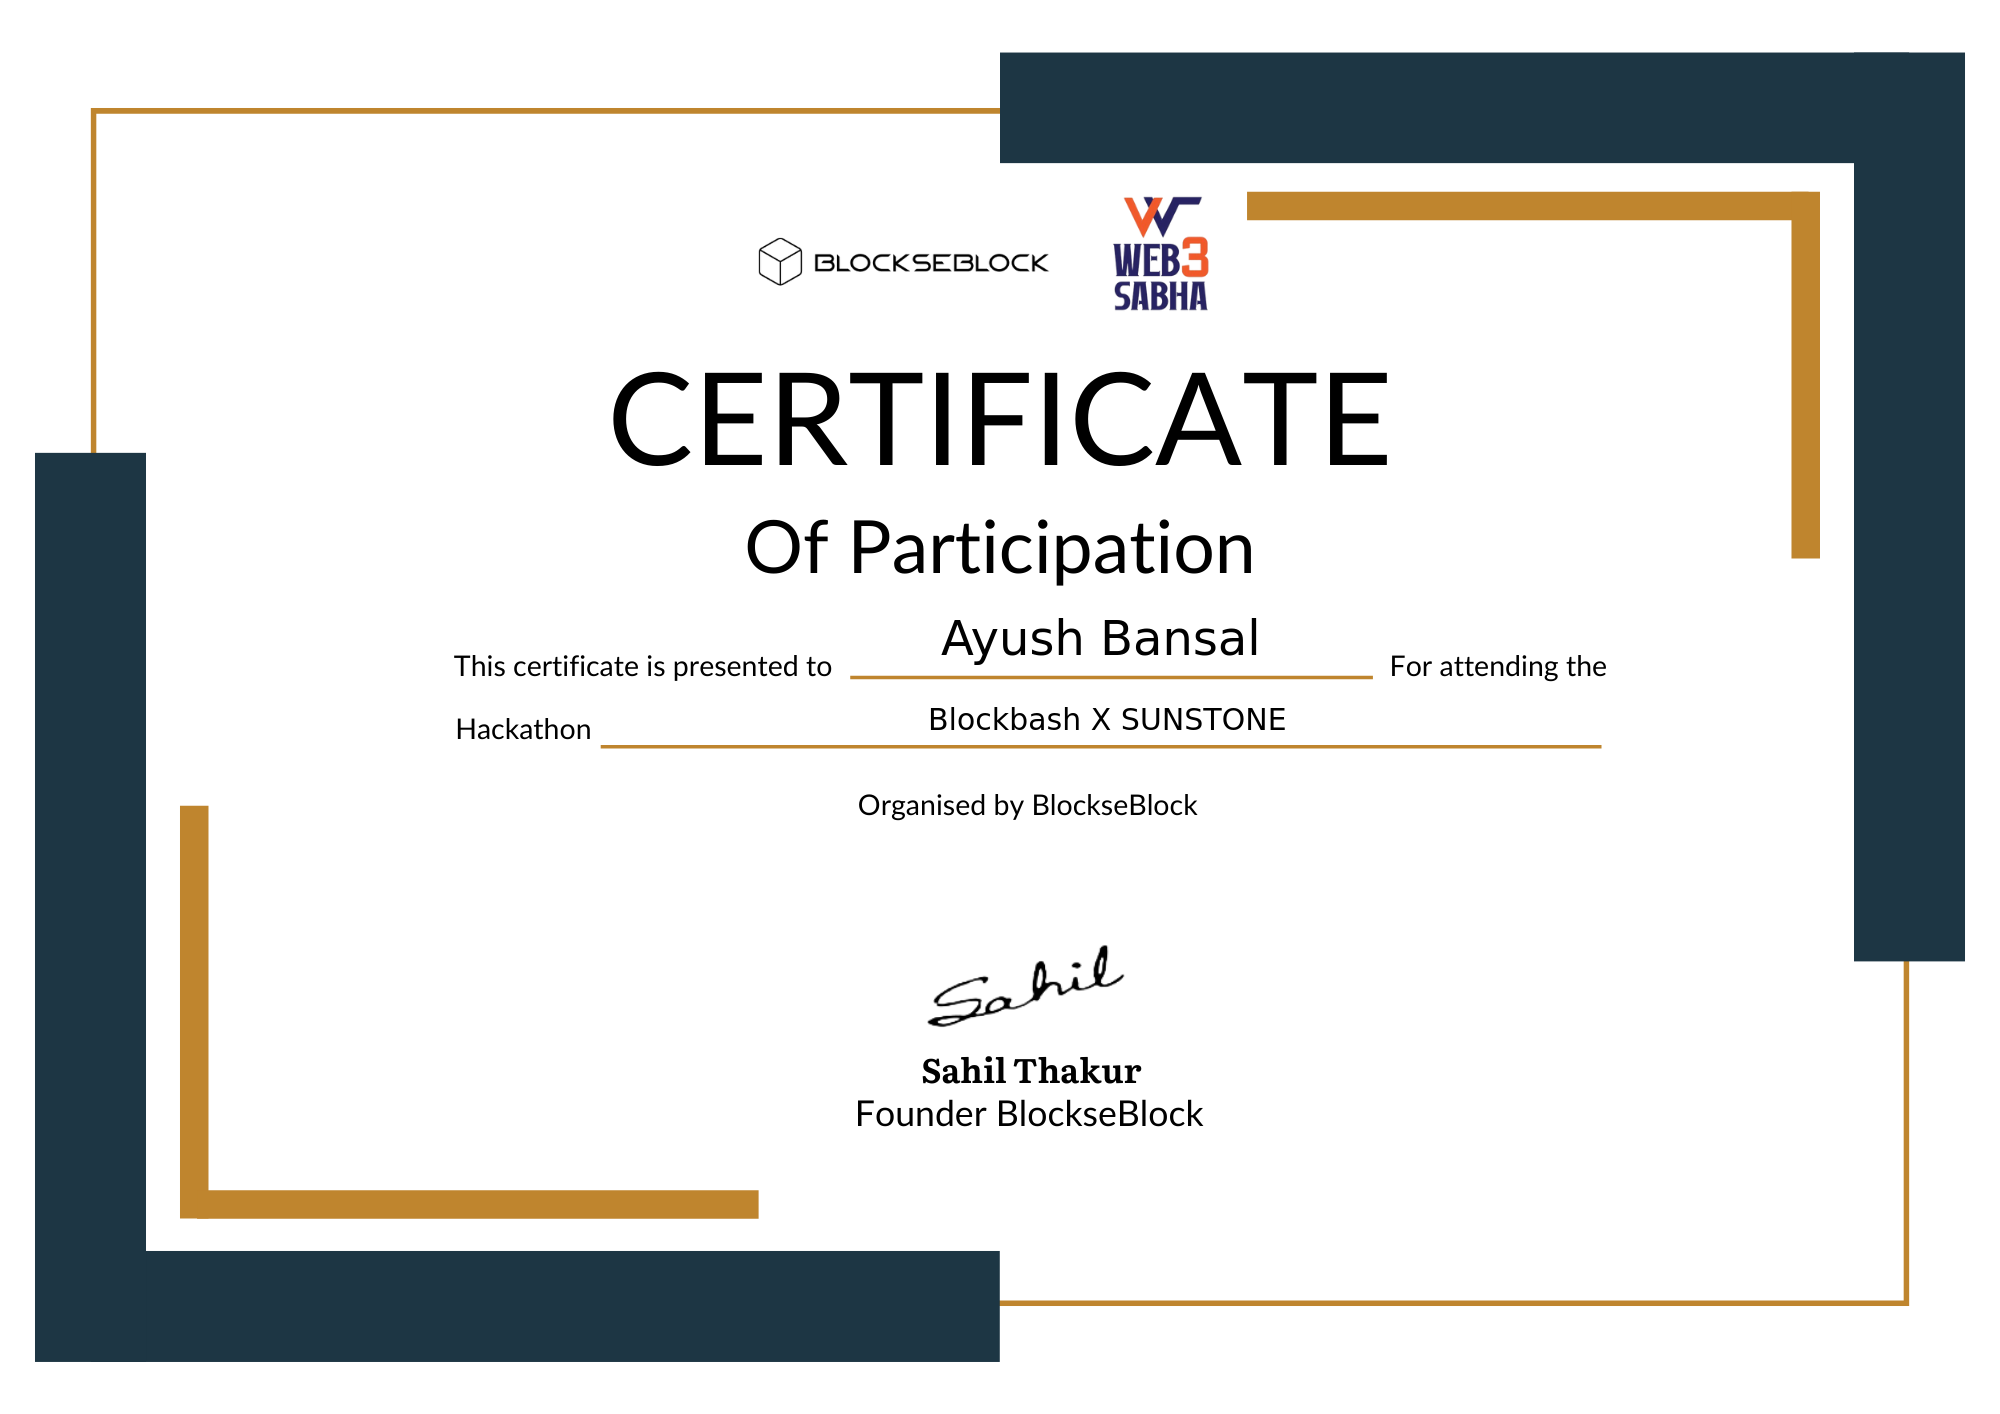 BLOCKSEBLOCK
WEB3
SABHA
CERTIFICATE
Of Participation
This certificate is presented to Ayush Bansal For attending the
Hackathon Blockbash X SUNSTONE
Organised by BlockseBlock
Sahil
Sahil Thakur
Founder BlockseBlock